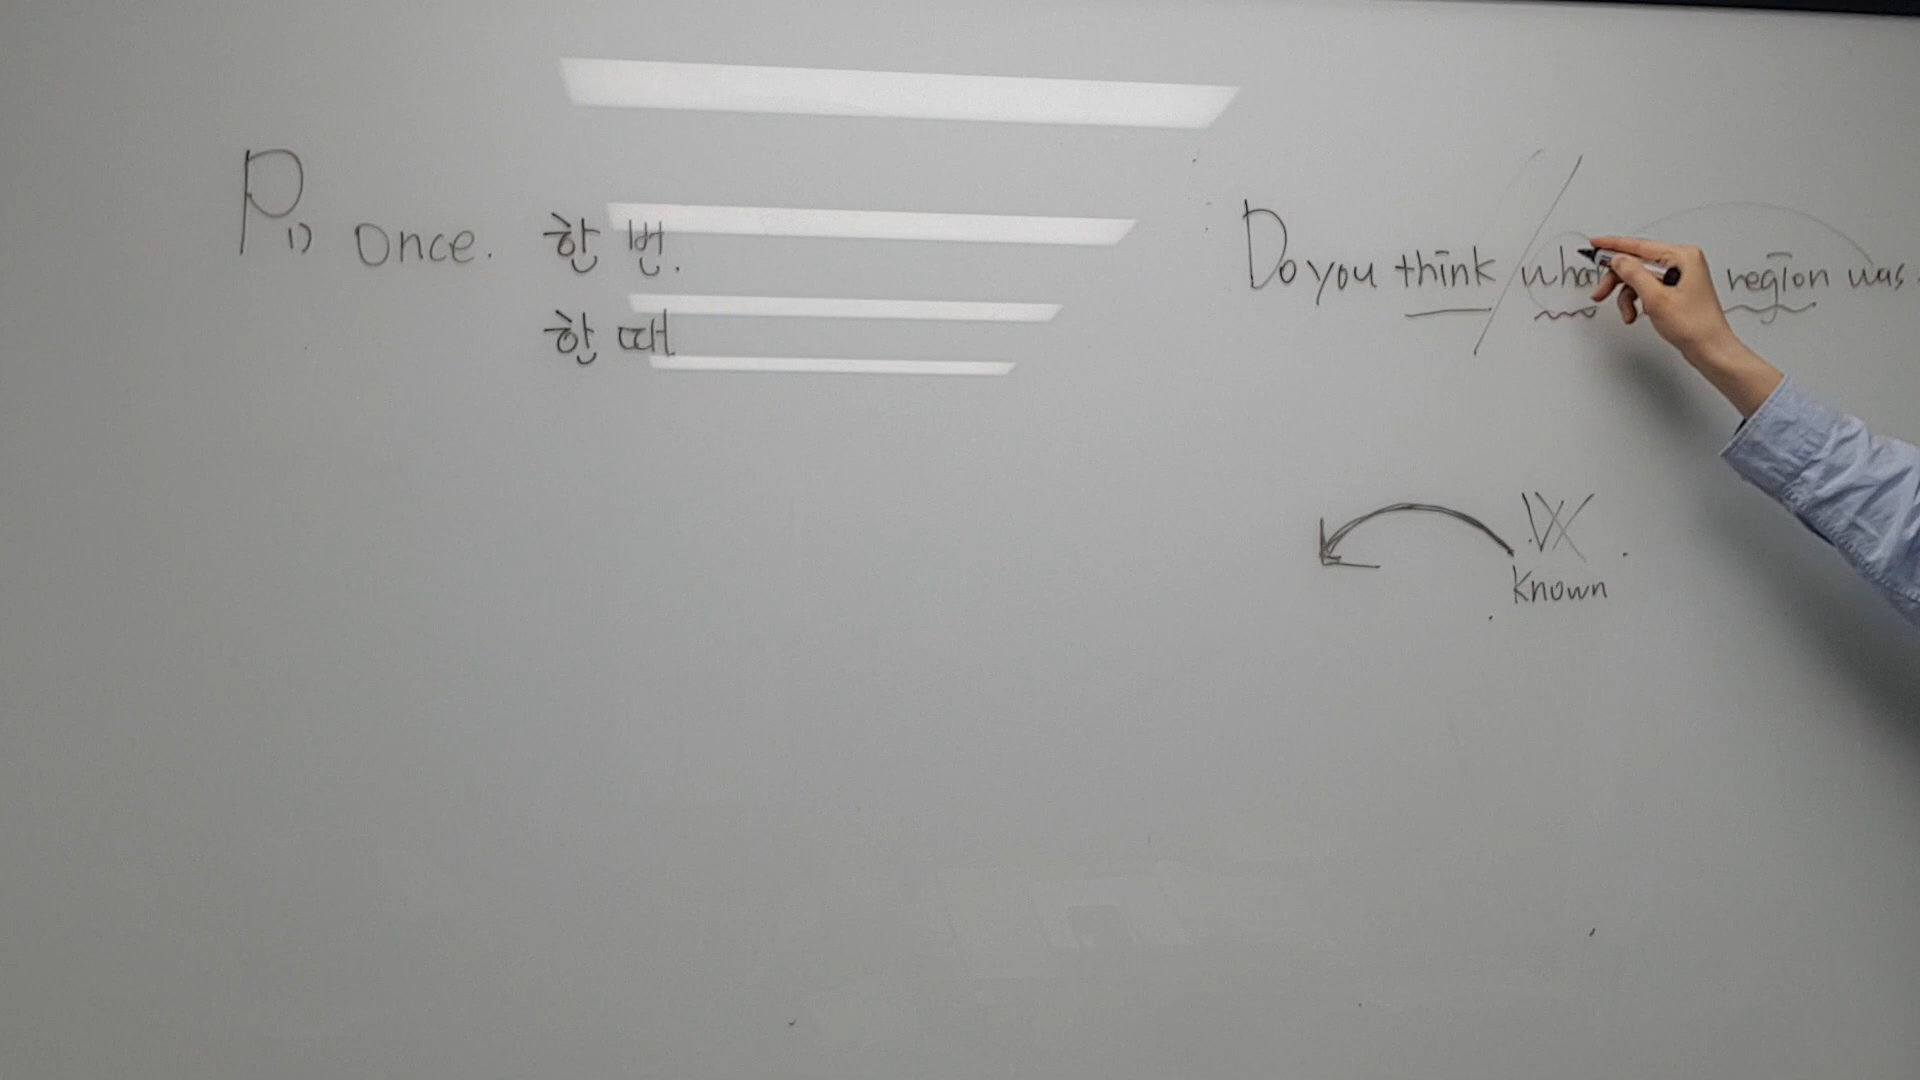 P. 1) Once. 한 번.
한 때
Do you think / what region was
known